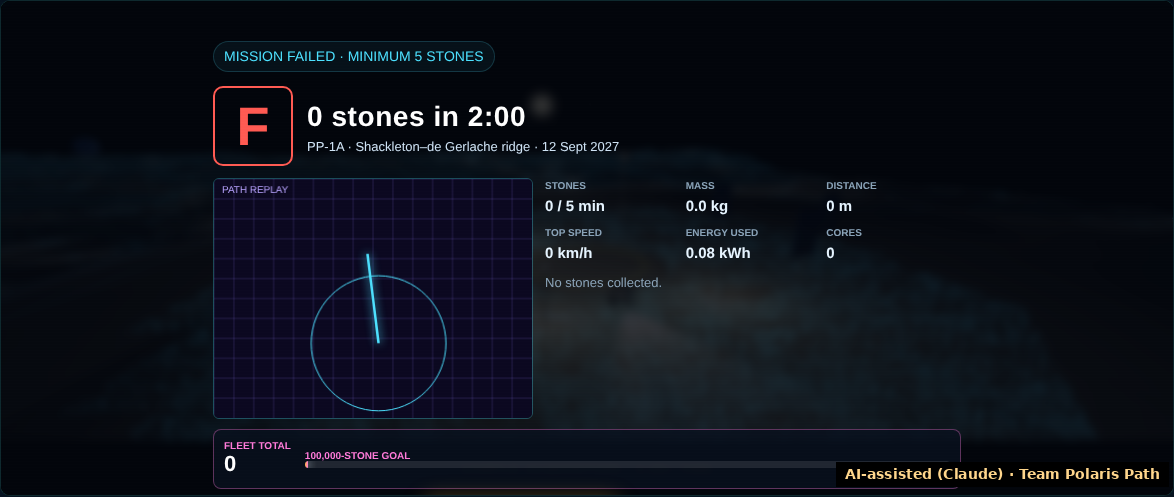 MISSION FAILED · MINIMUM 5 STONES
F
0 stones in 2:00
PP-1A · Shackleton–de Gerlache ridge · 12 Sept 2027
PATH REPLAY
STONES
MASS
DISTANCE
0 / 5 min
0.0 kg
0 m
TOP SPEED
ENERGY USED
CORES
0 km/h
0.08 kWh
0
No stones collected.
FLEET TOTAL
0
100,000-STONE GOAL
AI-assisted (Claude) · Team Polaris Path